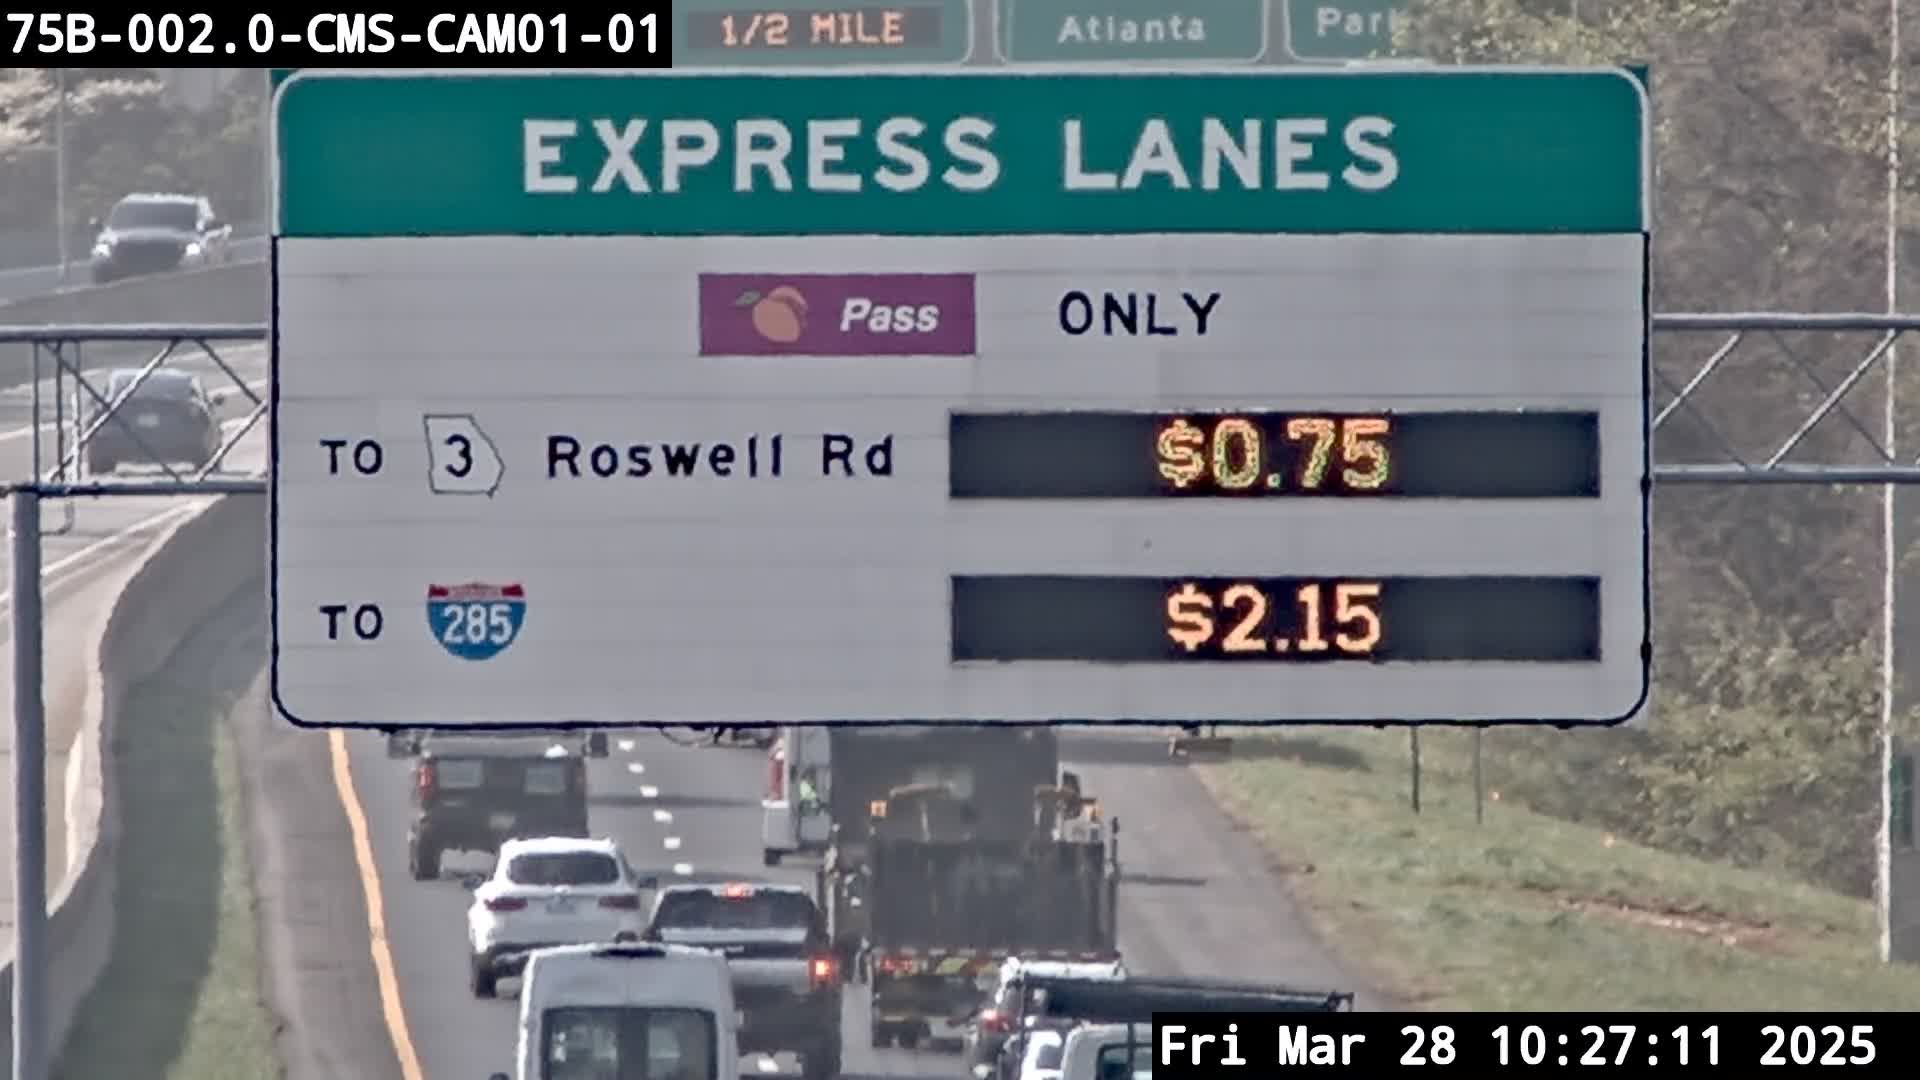 75B-002.0-CMS-CAM01-01
1/2 MILE
Atlanta
EXPRESS LANES
Pass ONLY
TO 3 Roswell Rd $0.75
TO 285 $2.15
Fri Mar 28 10:27:11 2025